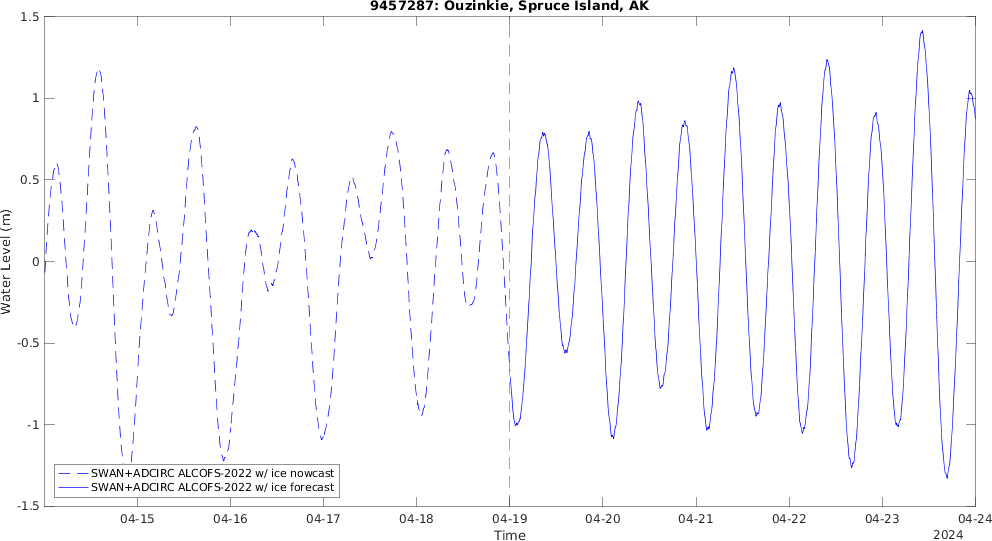 9457287: Ouzinkie, Spruce Island, AK
Water Level (m)
1.5
1
0.5
0
-0.5
-1
-1.5
SWAN+ADCIRC ALCOFS-2022 w/ ice nowcast
SWAN+ADCIRC ALCOFS-2022 w/ ice forecast
04-15 04-16 04-17 04-18 04-19 04-20 04-21 04-22 04-23 04-24
Time
2024